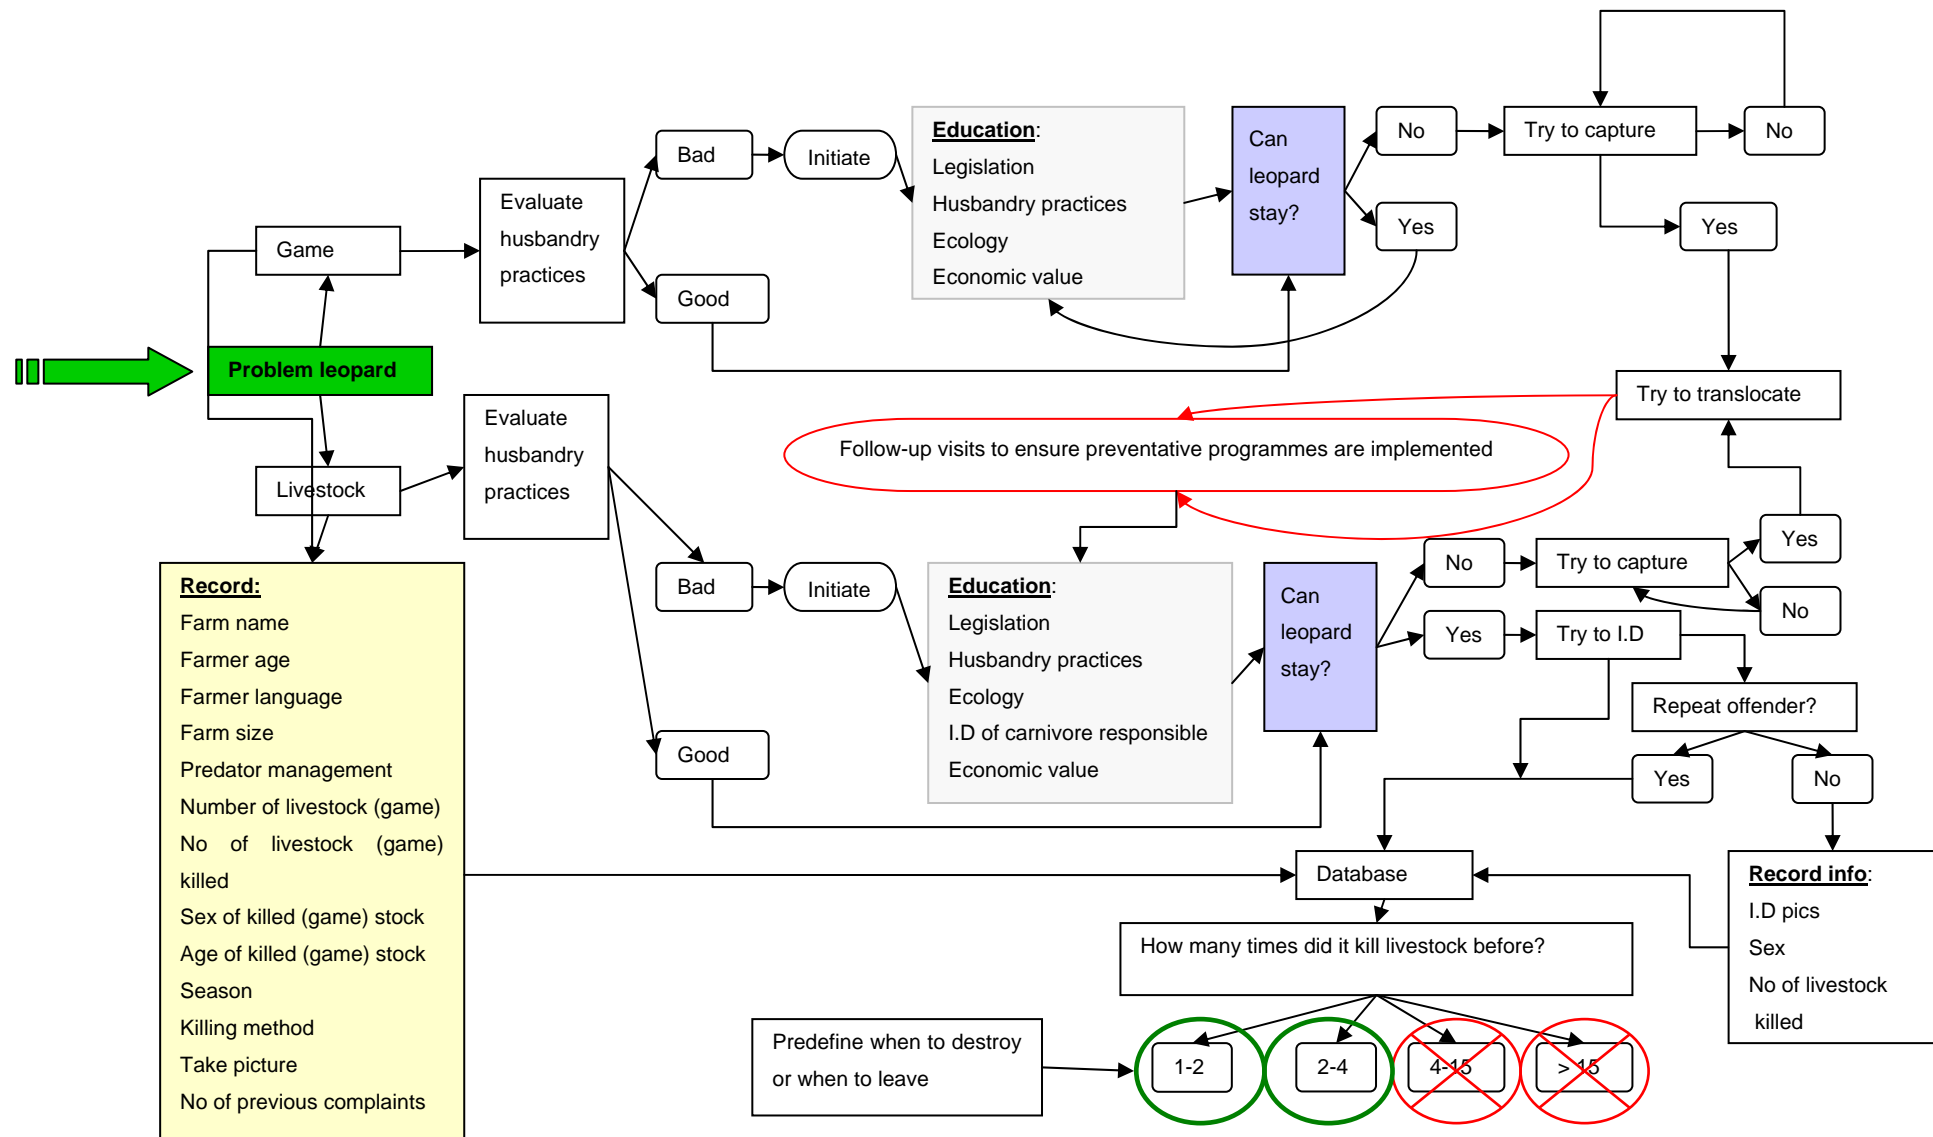 Problem leopard
Game
Evaluate
husbandry
practices
Bad
Good
Initiate
Education:
Legislation
Husbandry practices
Ecology
Economic value
Can
leopard
stay?
No
Yes
Try to capture
No
Yes
Try to translocate
Follow-up visits to ensure preventative programmes are implemented
Livestock
Evaluate
husbandry
practices
Bad
Good
Initiate
Education:
Legislation
Husbandry practices
Ecology
I.D of carnivore responsible
Economic value
Can
leopard
stay?
No
Yes
Try to capture
Yes
No
Try to I.D
Repeat offender?
Yes
No
Record info:
I.D pics
Sex
No of livestock
killed
Record:
Farm name
Farmer age
Farmer language
Farm size
Predator management
Number of livestock (game)
No of livestock (game)
killed
Sex of killed (game) stock
Age of killed (game) stock
Season
Killing method
Take picture
No of previous complaints
Database
How many times did it kill livestock before?
Predefine when to destroy
or when to leave
1-2
2-4
4-15
> 15